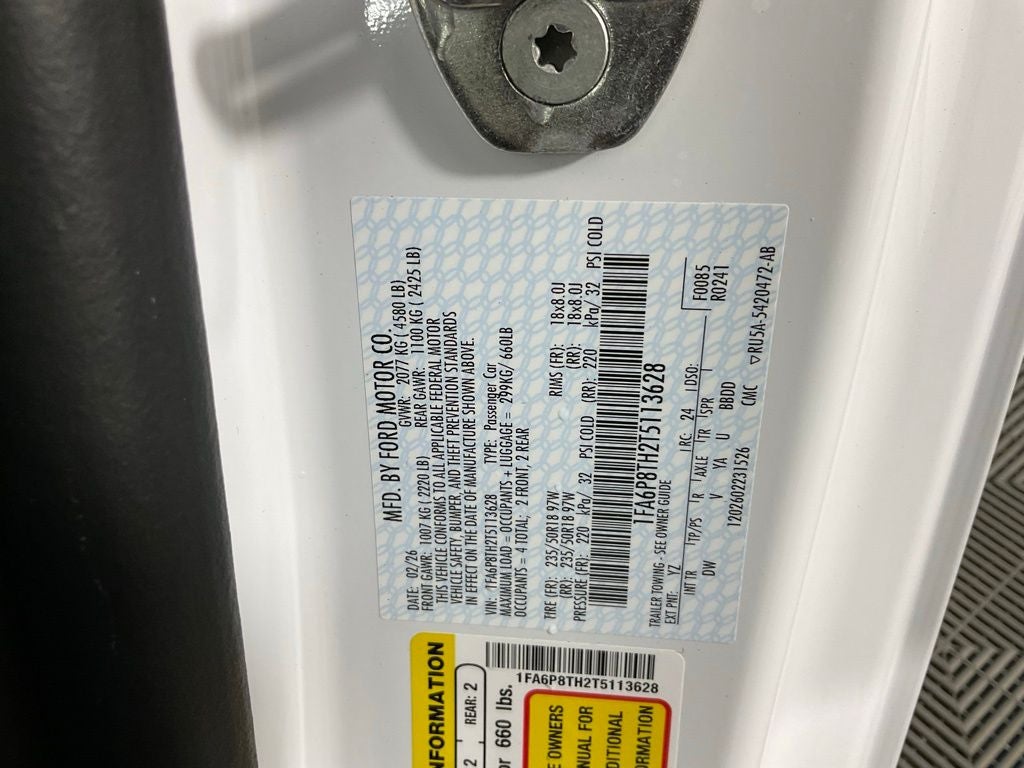 MFD. BY FORD MOTOR CO.
DATE: 02/26 GVWR: 2077 KG ( 4580 LB)
FRONT GAWR: 1007 KG ( 2220 LB) REAR GAWR: 1100 KG ( 2425 LB)
THIS VEHICLE CONFORMS TO ALL APPLICABLE FEDERAL MOTOR
VEHICLE SAFETY, BUMPER, AND THEFT PREVENTION STANDARDS
IN EFFECT ON THE DATE OF MANUFACTURE SHOWN ABOVE.
VIN: 1FA6P8TH2T5113628 TYPE: Passenger Car
MAXIMUM LOAD = OCCUPANTS + LUGGAGE = 299KG/ 660LB
OCCUPANTS = 4 TOTAL; 2 FRONT, 2 REAR
TIRE (FR): 235/50R18 97W RIMS (FR): 18x8.0J
(RR): 235/50R18 97W (RR): 18x8.0J
PRESSURE (FR): 220 kPa/ 32 PSI COLD (RR): 220 kPa/ 32 PSI COLD
1FA6P8TH2T5113628
TRAILER TOWING - SEE OWNER GUIDE
EXT PNT: YZ RC: 24 DSO: F0085
INT TR TP/PS R AXLE TR SPR R0241
DW V YA U BBDD
1202602231526 CMC ▽RU5A-5420472-AB
NFORMATION
2 REAR: 2
or 660 lbs.
1FA6P8TH2T5113628
E OWNERS
ANUAL FOR
DITIONAL
ORMATION